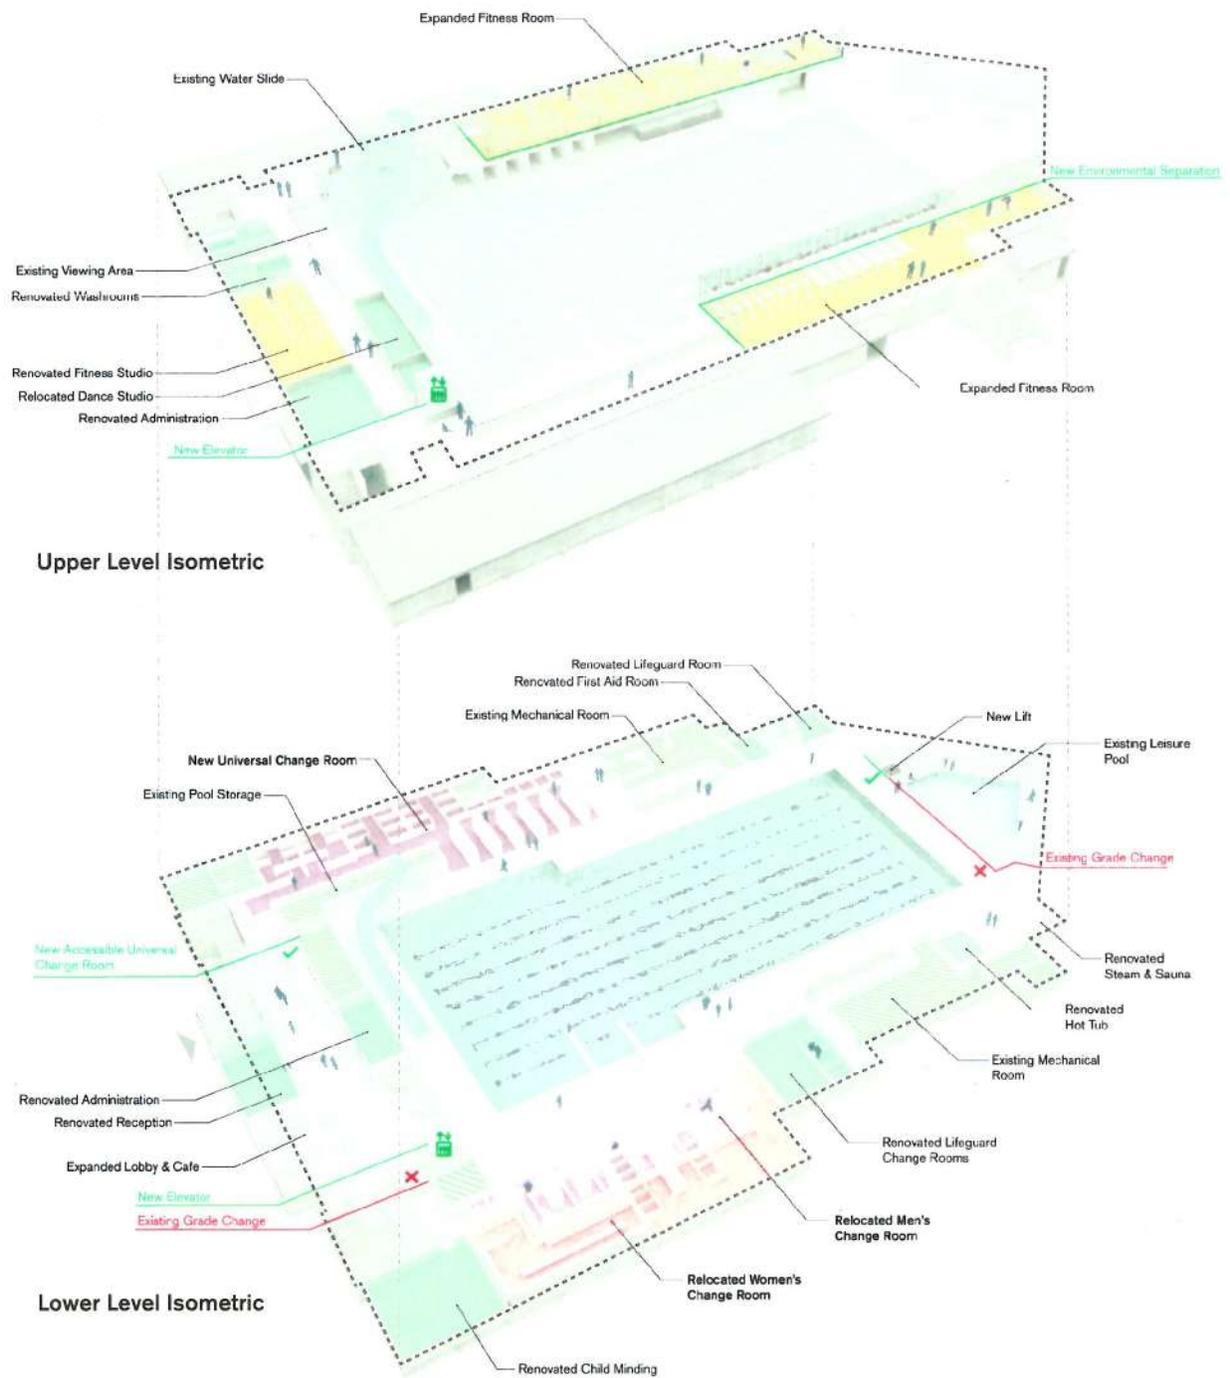 Expanded Fitness Room
Existing Water Slide
New Environmental Separation
Existing Viewing Area
Renovated Washrooms
Renovated Fitness Studio
Relocated Dance Studio
Expanded Fitness Room
Renovated Administration
New Elevator
Upper Level Isometric
Renovated Lifeguard Room
Renovated First Aid Room
Existing Mechanical Room
New Lift
Existing Leisure
Pool
New Universal Change Room
Existing Pool Storage
Existing Grade Change
New Accessible Universal
Change Room
Renovated
Steam & Sauna
Renovated
Hot Tub
Existing Mechanical
Room
Renovated Administration
Renovated Reception
Renovated Lifeguard
Change Rooms
Expanded Lobby & Cafe
New Elevator
Existing Grade Change
Relocated Men's
Change Room
Relocated Women's
Change Room
Lower Level Isometric
Renovated Child Minding